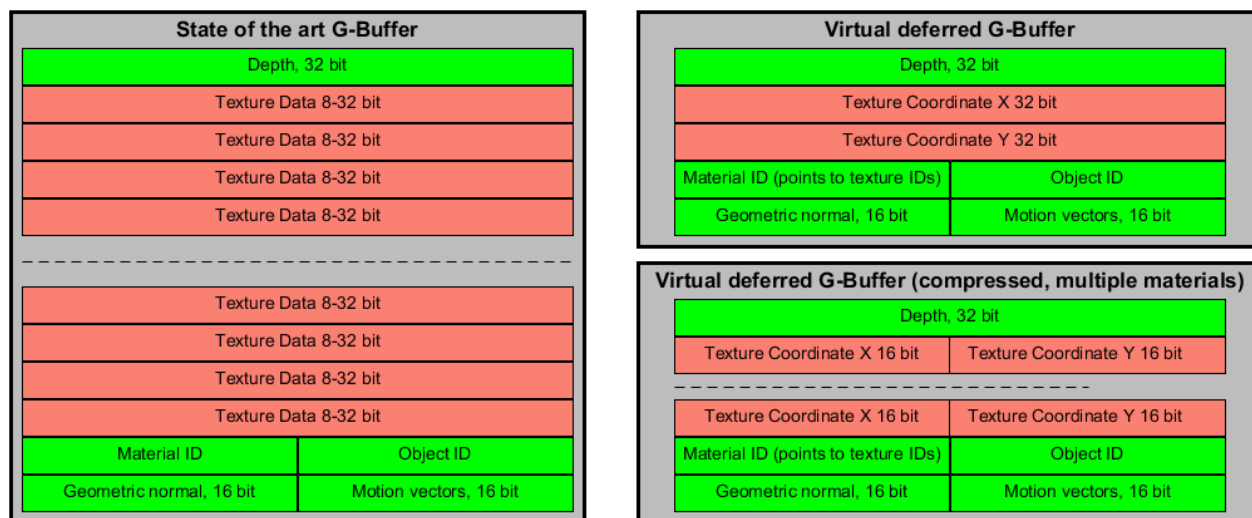 State of the art G-Buffer
Depth, 32 bit
Texture Data 8-32 bit
Texture Data 8-32 bit
Texture Data 8-32 bit
Texture Data 8-32 bit
Texture Data 8-32 bit
Texture Data 8-32 bit
Texture Data 8-32 bit
Texture Data 8-32 bit
Material ID Object ID
Geometric normal, 16 bit Motion vectors, 16 bit
Virtual deferred G-Buffer
Depth, 32 bit
Texture Coordinate X 32 bit
Texture Coordinate Y 32 bit
Material ID (points to texture IDs) Object ID
Geometric normal, 16 bit Motion vectors, 16 bit
Virtual deferred G-Buffer (compressed, multiple materials)
Depth, 32 bit
Texture Coordinate X 16 bit Texture Coordinate Y 16 bit
Texture Coordinate X 16 bit Texture Coordinate Y 16 bit
Material ID (points to texture IDs) Object ID
Geometric normal, 16 bit Motion vectors, 16 bit